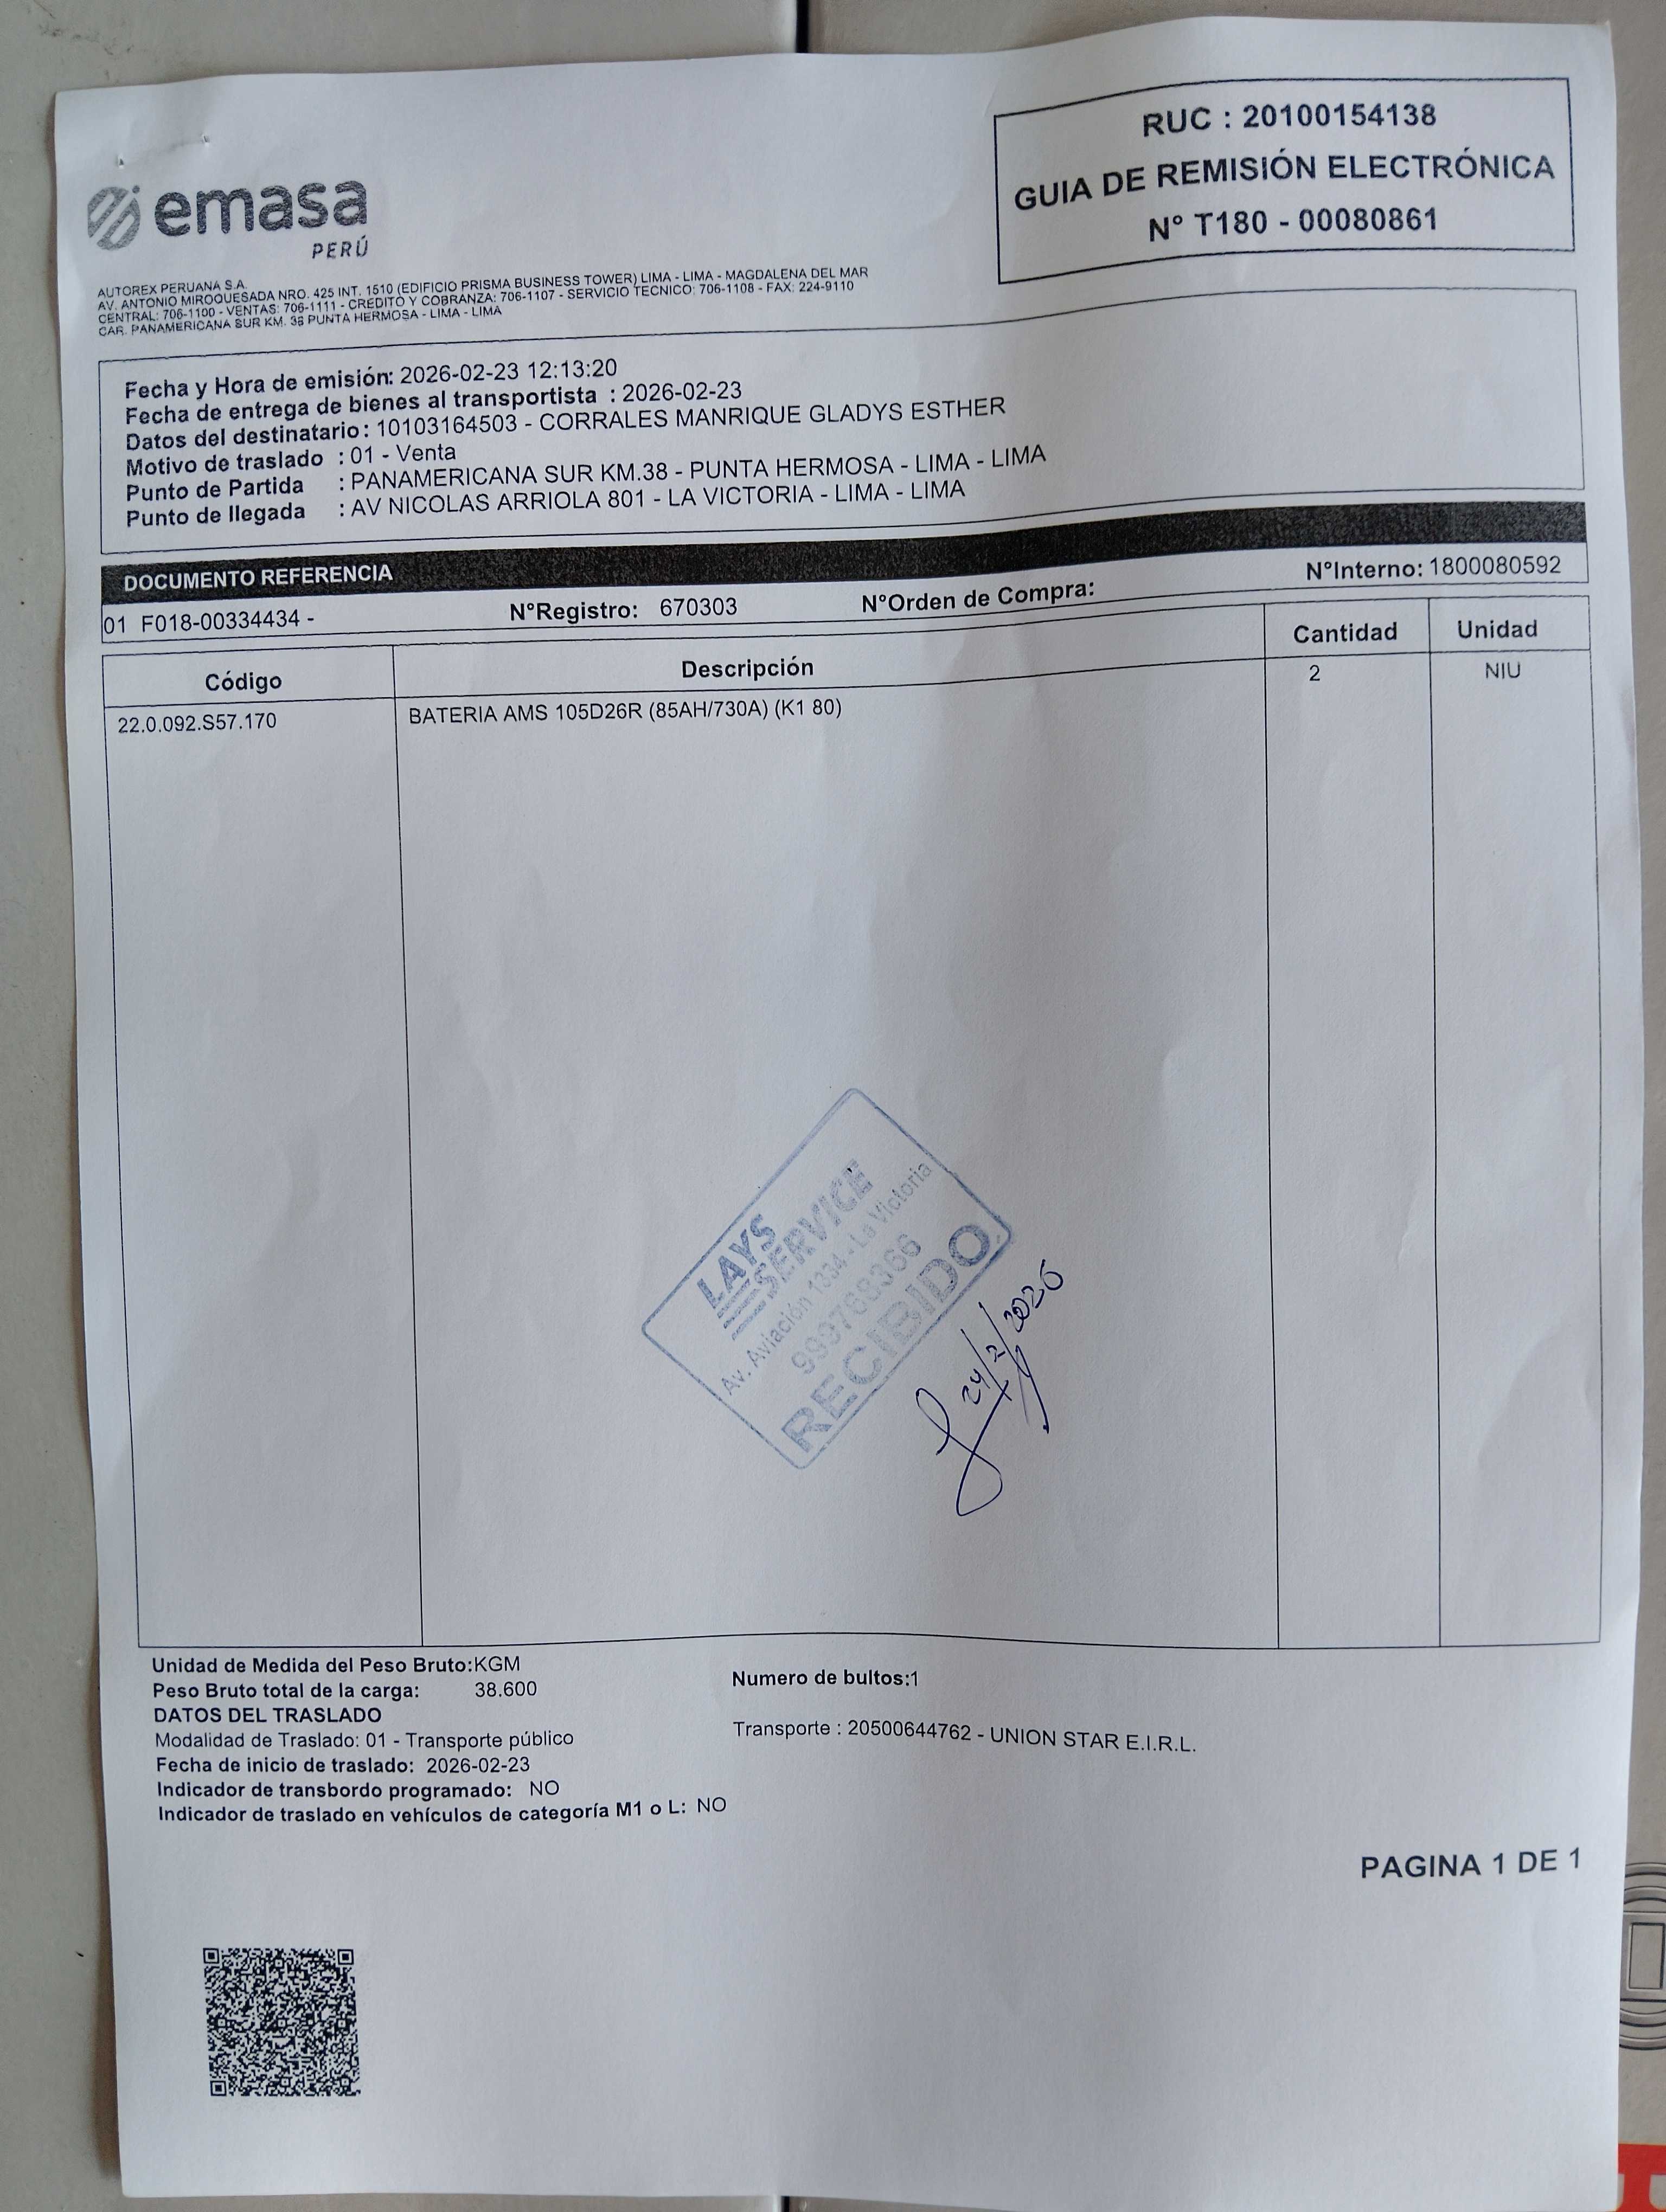 emasa
PERÚ
RUC : 20100154138
GUIA DE REMISIÓN ELECTRÓNICA
N° T180 - 00080861
AUTOREX PERUANA S.A.
AV. ANTONIO MIROQUESADA NRO. 425 INT. 1510 (EDIFICIO PRISMA BUSINESS TOWER) LIMA - LIMA - MAGDALENA DEL MAR
CENTRAL: 706-1100 - VENTAS: 706-1111 - CREDITO Y COBRANZA: 706-1107 - SERVICIO TECNICO: 706-1108 - FAX: 224-9110
CAR. PANAMERICANA SUR KM. 38 PUNTA HERMOSA - LIMA - LIMA
Fecha y Hora de emisión: 2026-02-23 12:13:20
Fecha de entrega de bienes al transportista : 2026-02-23
Datos del destinatario: 10103164503 - CORRALES MANRIQUE GLADYS ESTHER
Motivo de traslado : 01 - Venta
Punto de Partida : PANAMERICANA SUR KM.38 - PUNTA HERMOSA - LIMA - LIMA
Punto de llegada : AV NICOLAS ARRIOLA 801 - LA VICTORIA - LIMA - LIMA
DOCUMENTO REFERENCIA
01 F018-00334434 - N°Registro: 670303 N°Orden de Compra: N°Interno: 1800080592
Código Descripción Cantidad Unidad
22.0.092.S57.170 BATERIA AMS 105D26R (85AH/730A) (K1 80) 2 NIU
LAYS
SERVICE
Av. Aviación 1334 - La Victoria
999768366
RECIBIDO
24/2/2026
Unidad de Medida del Peso Bruto:KGM
Peso Bruto total de la carga: 38.600
Numero de bultos:1
DATOS DEL TRASLADO
Modalidad de Traslado: 01 - Transporte público
Transporte : 20500644762 - UNION STAR E.I.R.L.
Fecha de inicio de traslado: 2026-02-23
Indicador de transbordo programado: NO
Indicador de traslado en vehículos de categoría M1 o L: NO
PAGINA 1 DE 1